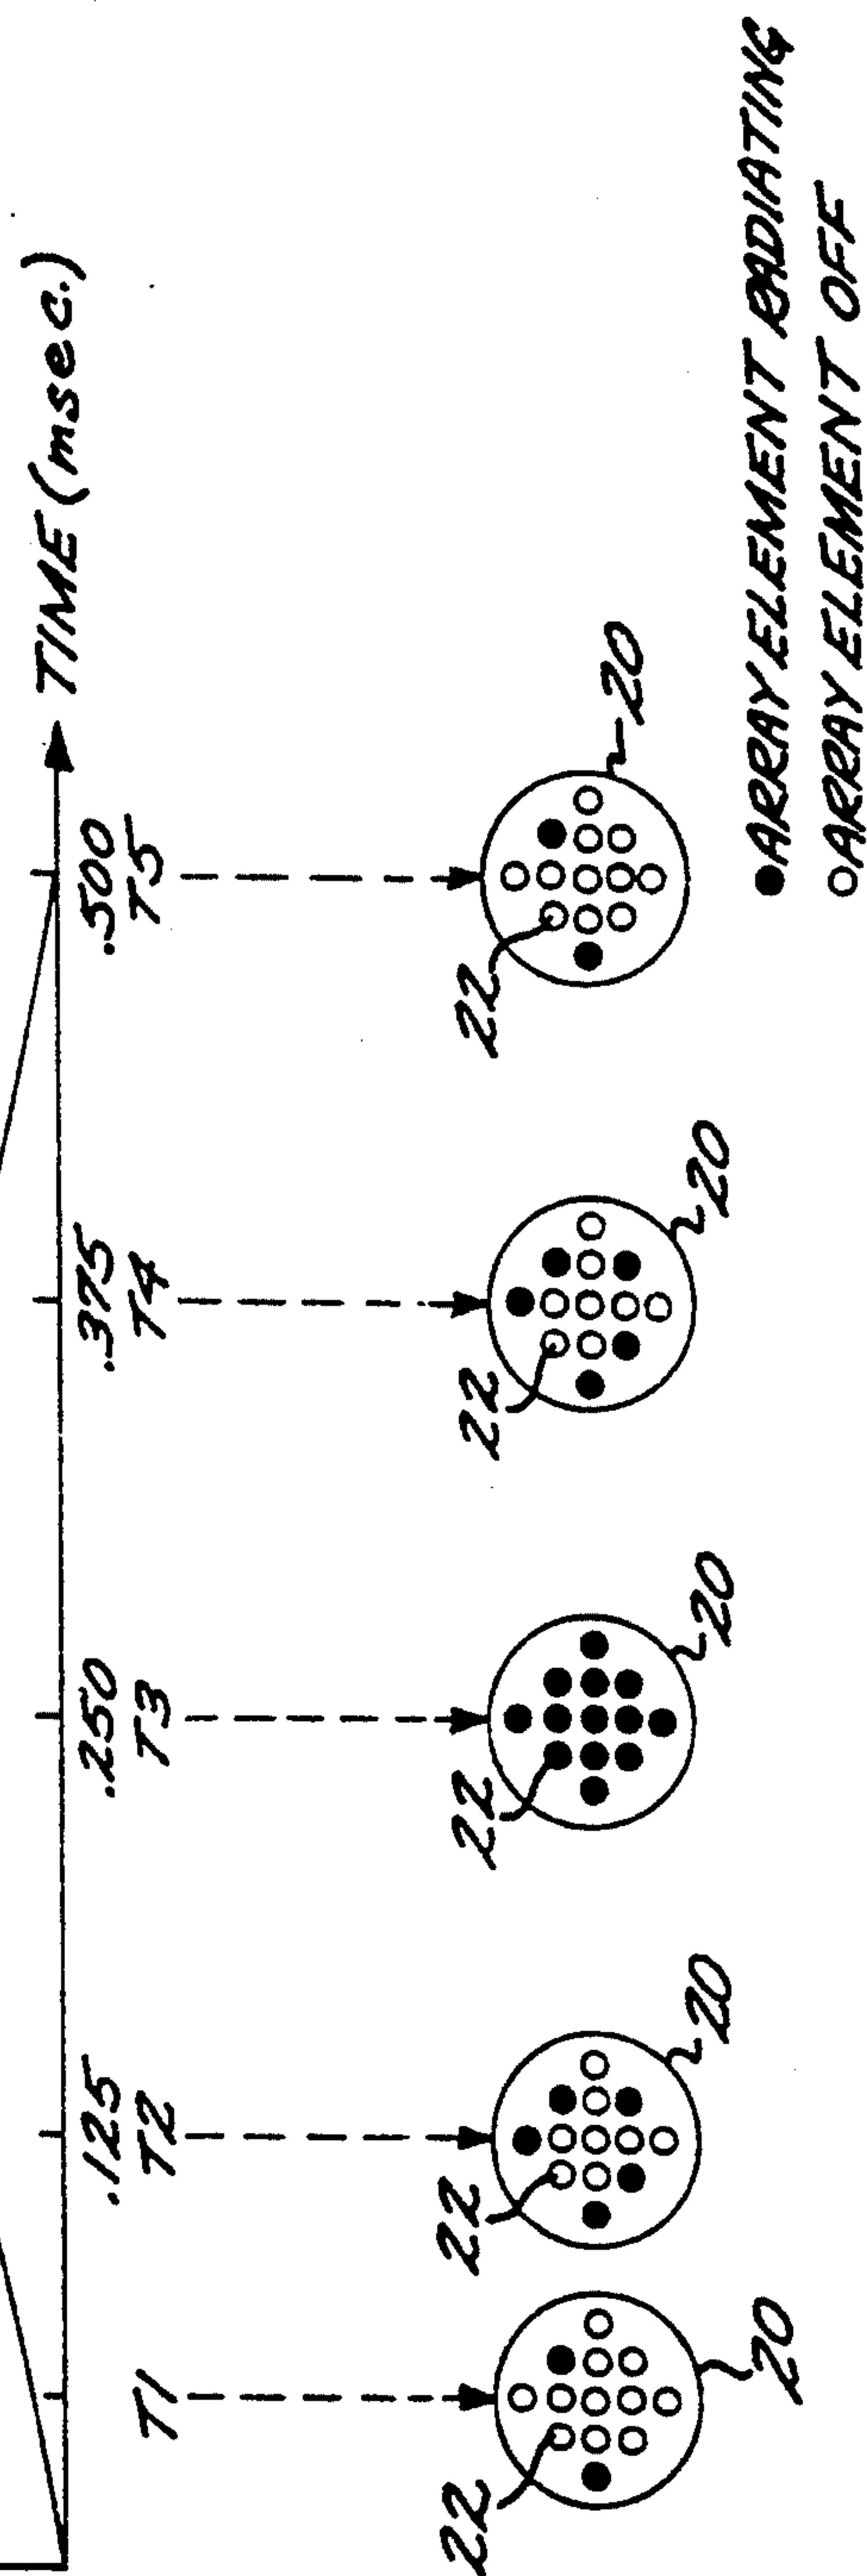 TIME (msec.)
.125 .250 .375 .500
T1 T2 T3 T4 T5
22 22 22 22 22
20 20 20 20 20
ARRAY ELEMENT RADIATING
ARRAY ELEMENT OFF